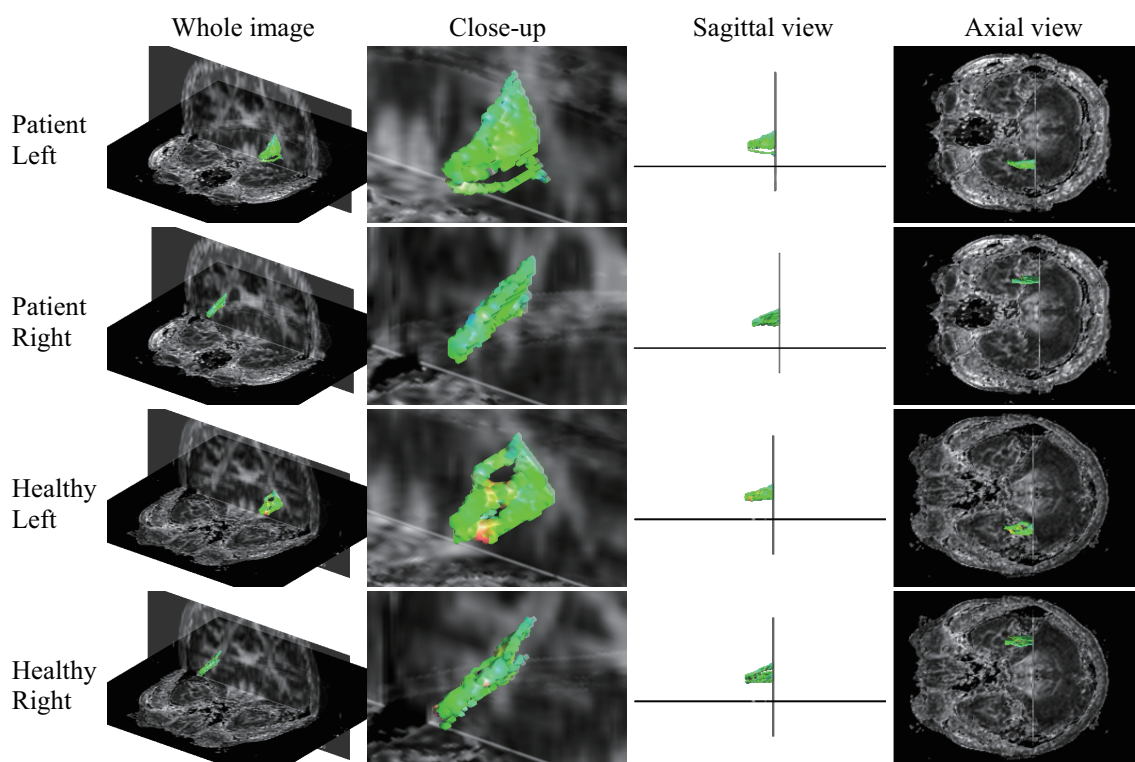 Whole image Close-up Sagittal view Axial view
Patient
Left
Patient
Right
Healthy
Left
Healthy
Right